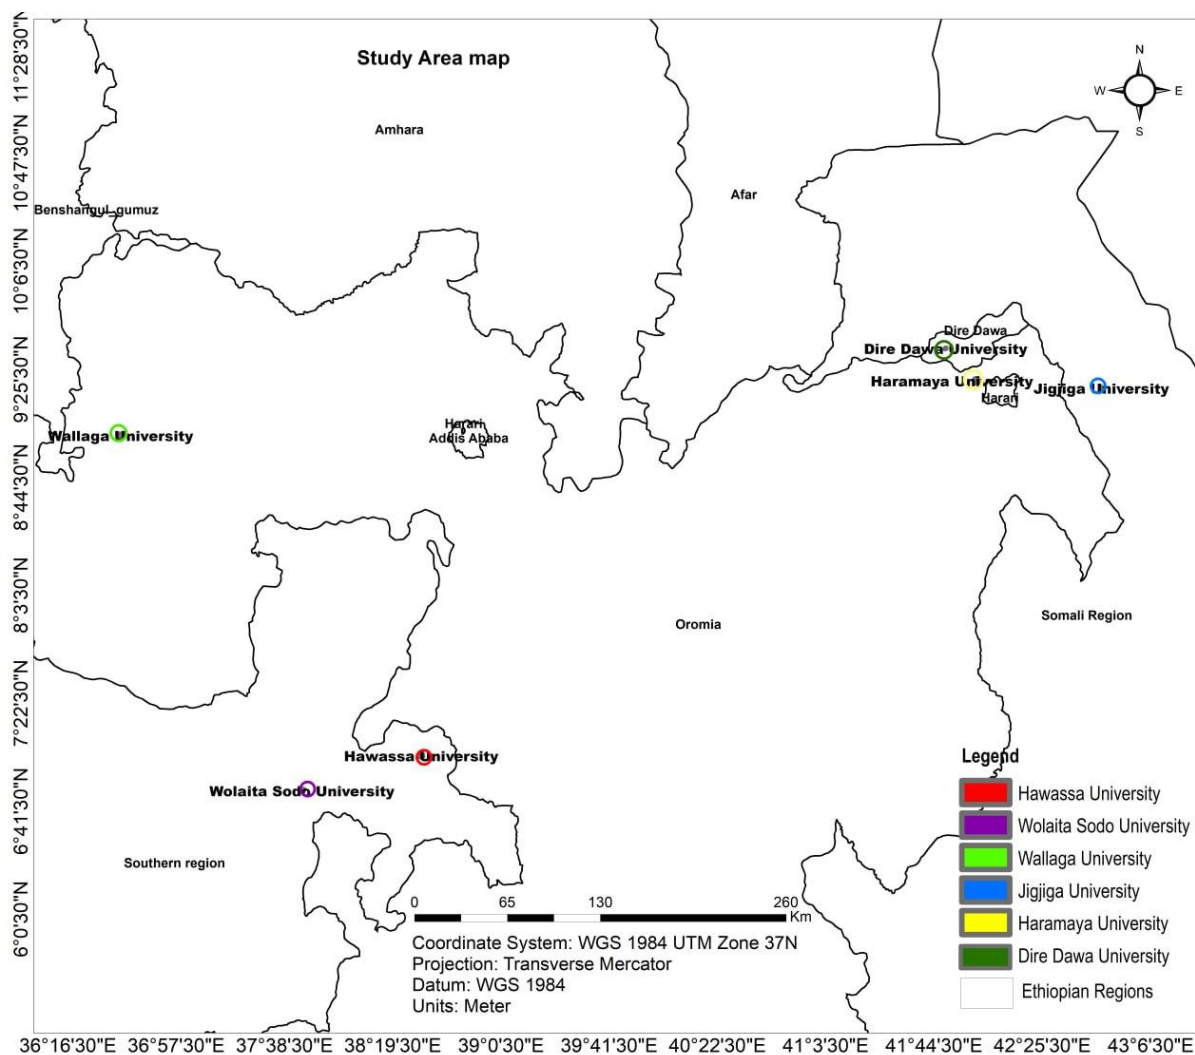 Study Area map
N
W
E
S
Amhara
Afar
Benshangul_gumuz
Dire Dawa
Dire Dawa University
Haramaya University
Harari
Jigjiga University
Wallaga University
Harari
Addis Ababa
Oromia
Somali Region
Hawassa University
Wolaita Sodo University
Southern region
Legend
Hawassa University
Wolaita Sodo University
Wallaga University
Jigjiga University
Haramaya University
Dire Dawa University
Ethiopian Regions
0 65 130 260
Km
Coordinate System: WGS 1984 UTM Zone 37N
Projection: Transverse Mercator
Datum: WGS 1984
Units: Meter
11°28'30"N
10°47'30"N
10°6'30"N
9°25'30"N
8°44'30"N
8°3'30"N
7°22'30"N
6°41'30"N
6°0'30"N
36°16'30"E 36°57'30"E 37°38'30"E 38°19'30"E 39°0'30"E 39°41'30"E 40°22'30"E 41°3'30"E 41°44'30"E 42°25'30"E 43°6'30"E